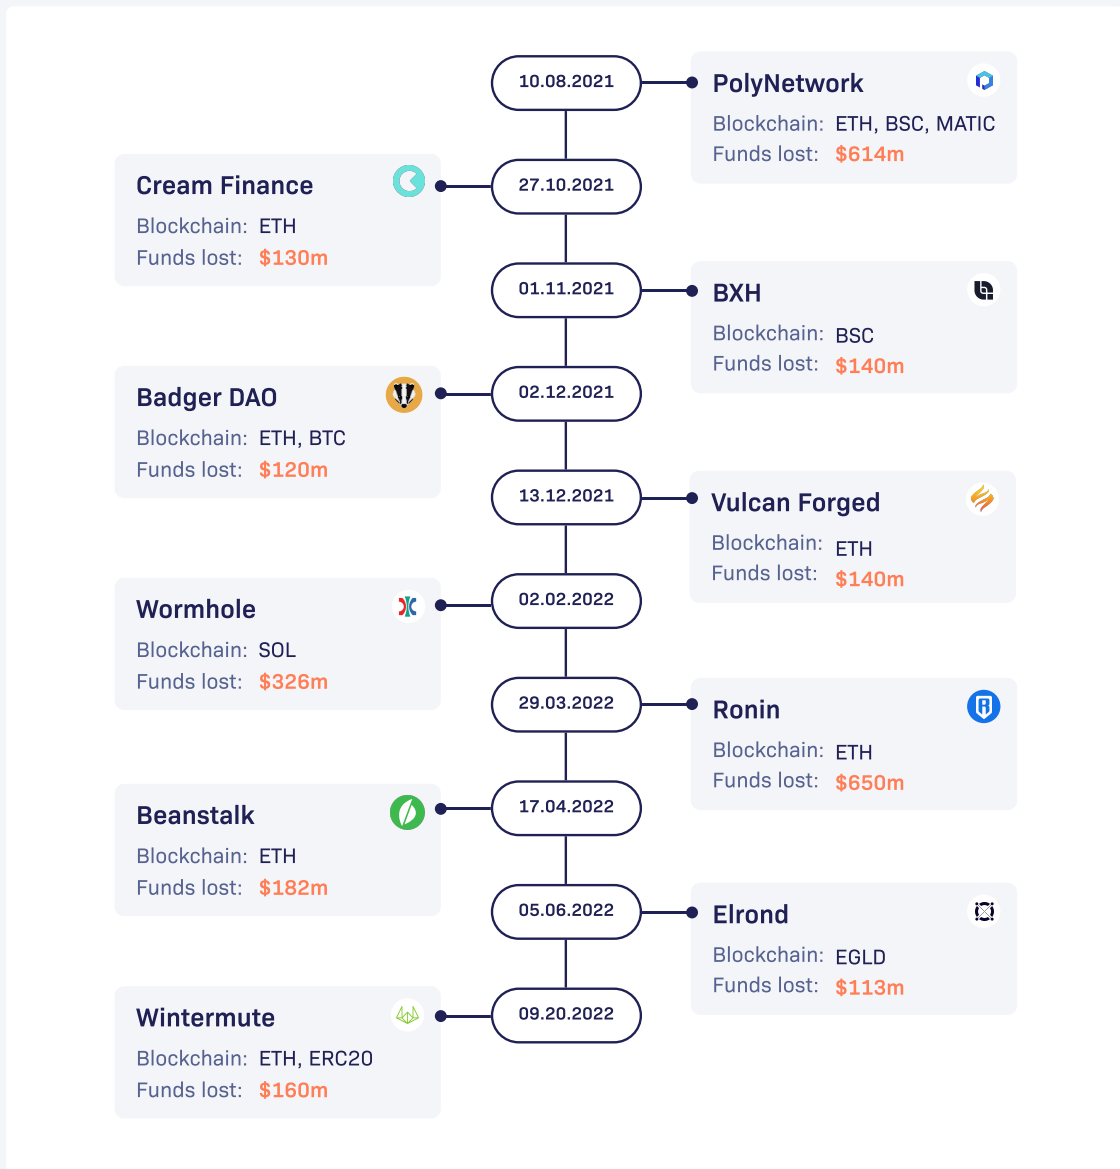 10.08.2021
PolyNetwork
Blockchain: ETH, BSC, MATIC
Funds lost: $614m
27.10.2021
Cream Finance
Blockchain: ETH
Funds lost: $130m
01.11.2021
BXH
Blockchain: BSC
Funds lost: $140m
02.12.2021
Badger DAO
Blockchain: ETH, BTC
Funds lost: $120m
13.12.2021
Vulcan Forged
Blockchain: ETH
Funds lost: $140m
02.02.2022
Wormhole
Blockchain: SOL
Funds lost: $326m
29.03.2022
Ronin
Blockchain: ETH
Funds lost: $650m
17.04.2022
Beanstalk
Blockchain: ETH
Funds lost: $182m
05.06.2022
Elrond
Blockchain: EGLD
Funds lost: $113m
09.20.2022
Wintermute
Blockchain: ETH, ERC20
Funds lost: $160m